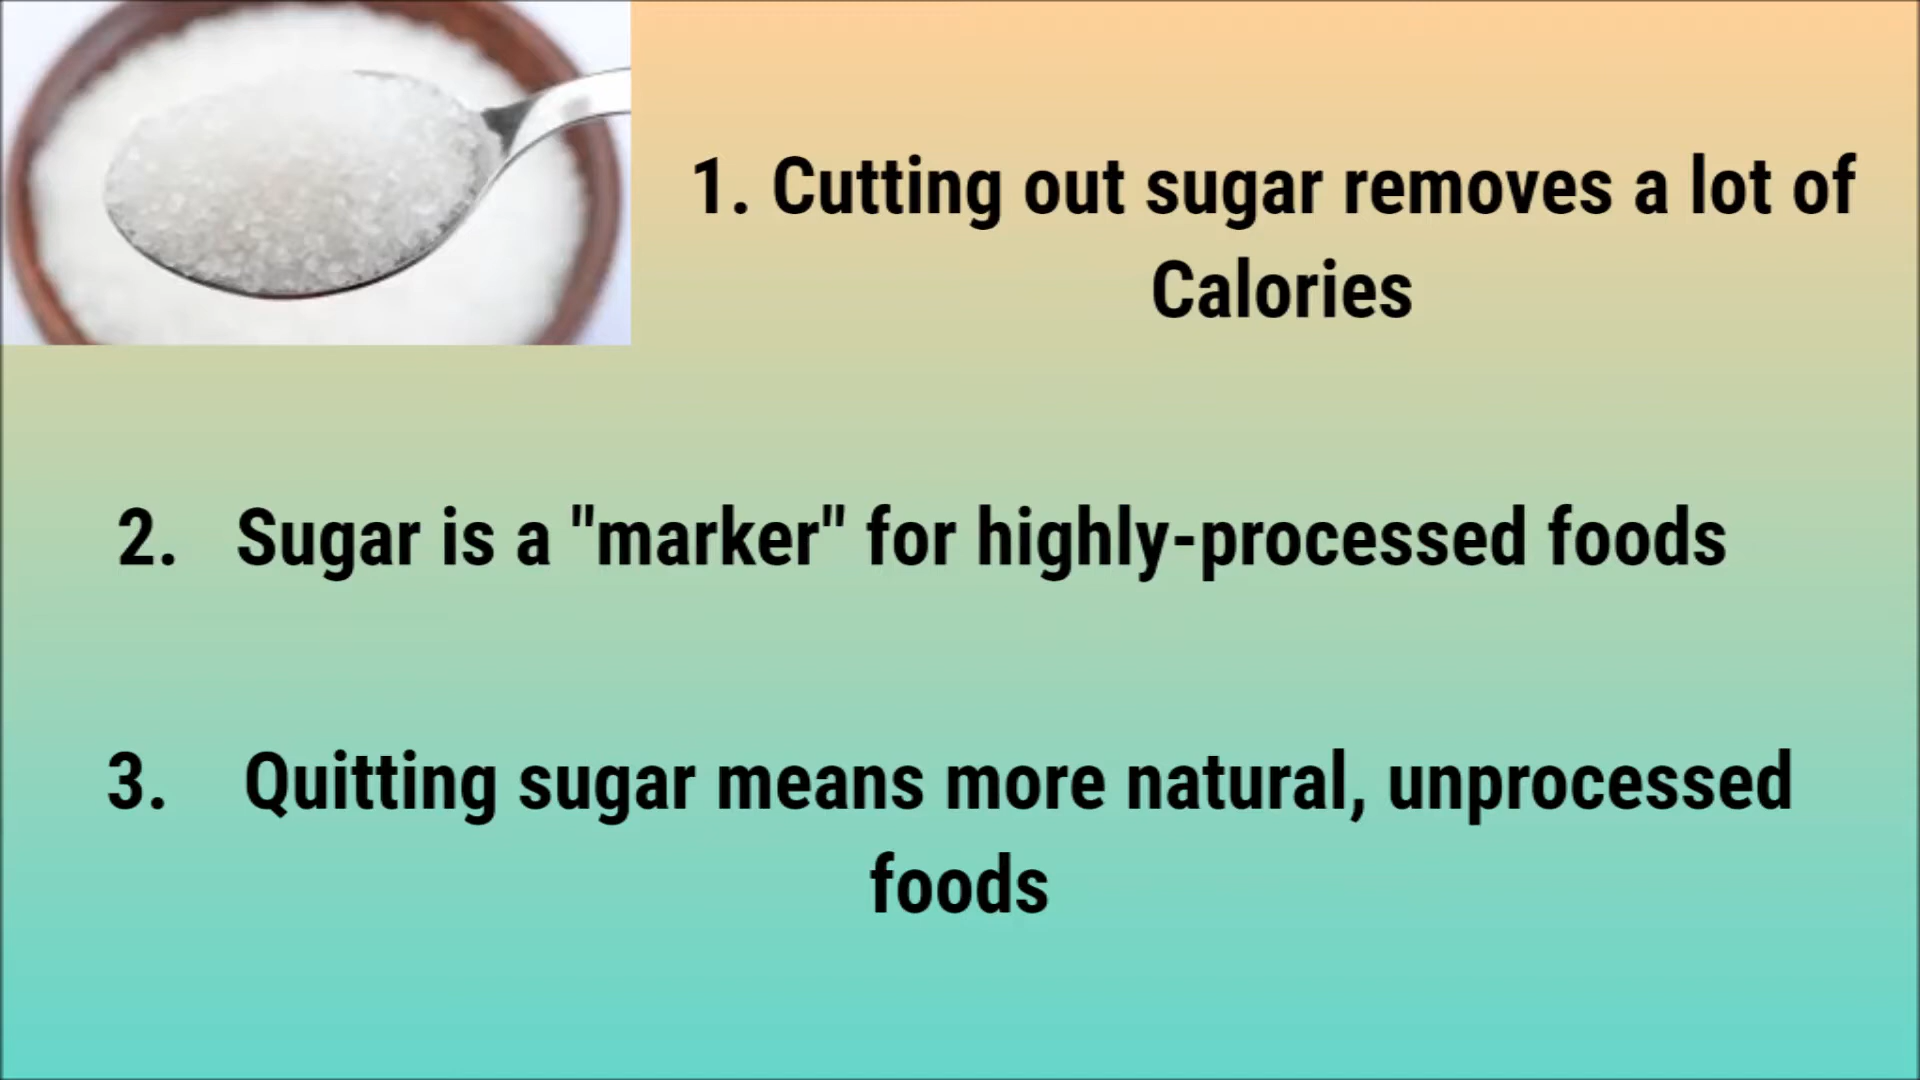 1. Cutting out sugar removes a lot of
Calories
2. Sugar is a "marker" for highly-processed foods
3. Quitting sugar means more natural, unprocessed
foods